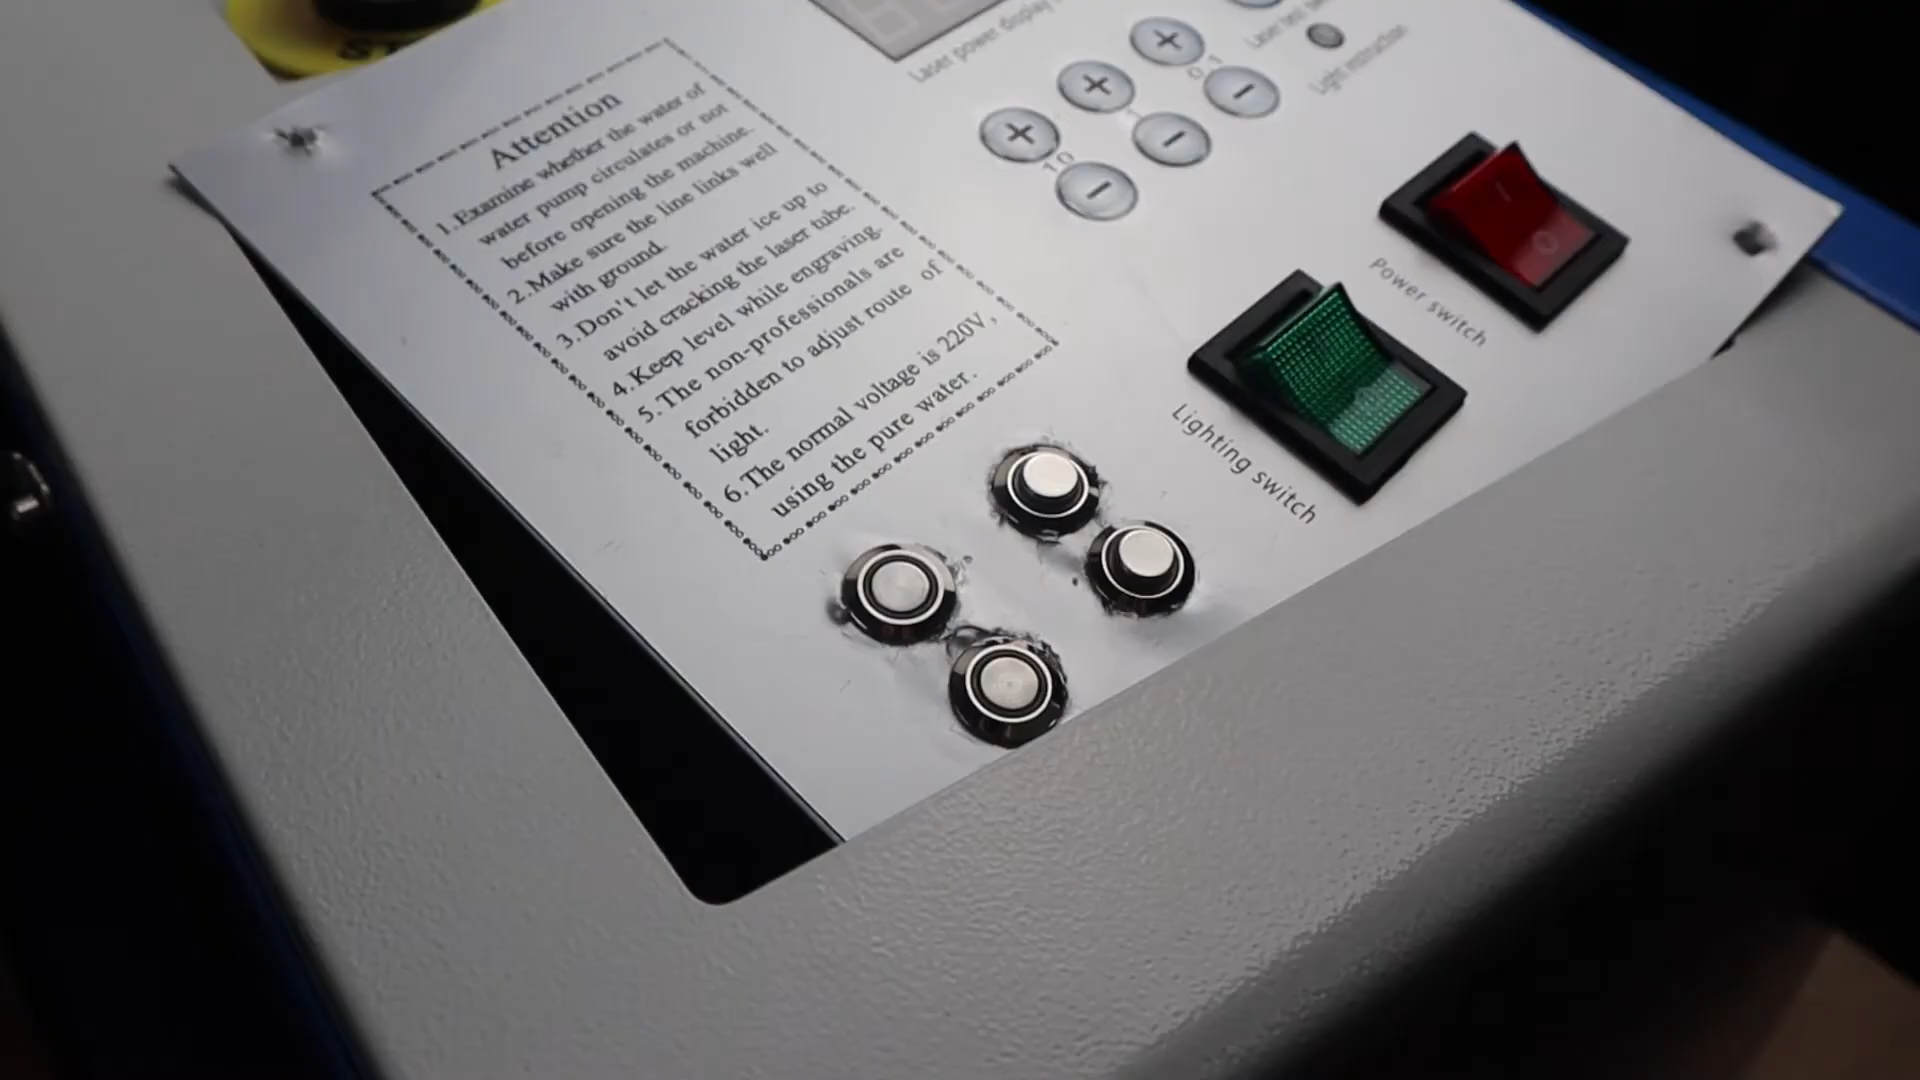 Attention
1.Examine whether the water of
water pump circulates or not
before opening the machine.
2.Make sure the line links well
with ground.
3.Don't let the water ice up to
avoid cracking the laser tube.
4.Keep level while engraving.
5.The non-professionals are
forbidden to adjust route of
light.
6.The normal voltage is 220V,
using the pure water.
Laser power display
+
+
+
10
1
0.1
-
-
-
Laser test
Light instruction
Power switch
Lighting switch